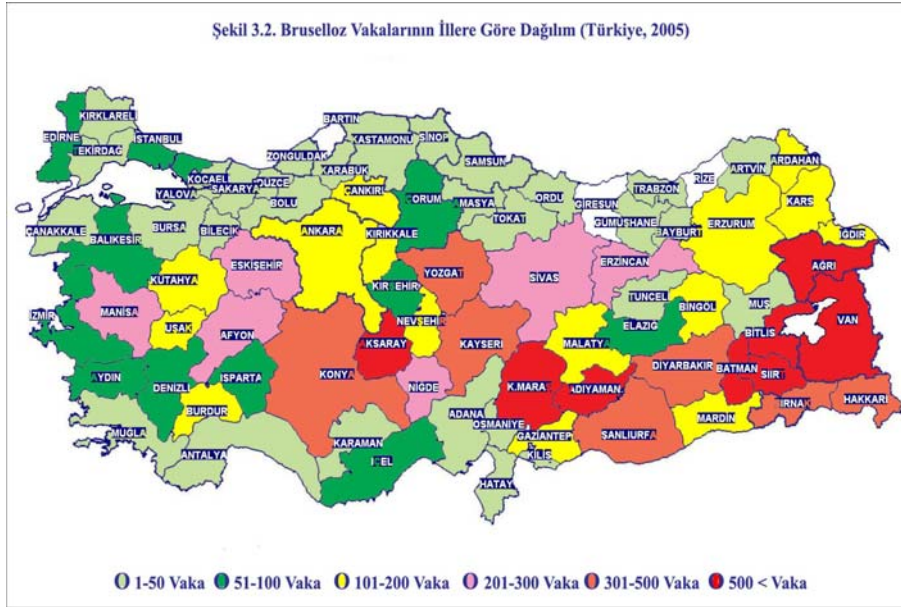 Şekil 3.2. Bruselloz Vakalarının İllere Göre Dağılım (Türkiye, 2005)
BARTIN
KIRKLARELİ
KASTAMONU
SİNOP
EDİRNE
İSTANBUL
ZONGULDAK
SAMSUN
TEKİRDAĞ
KARABÜK
ARTVİN
ARDAHAN
KOCAELİ
DÜZCE
RİZE
YALOVA
SAKARYA
ÇANKIRI
ÇORUM
AMASYA
ORDU
GİRESUN
TRABZON
KARS
BOLU
TOKAT
GÜMÜŞHANE
ÇANAKKALE
BURSA
BİLECİK
ANKARA
KIRIKKALE
BAYBURT
ERZURUM
BALIKESİR
IĞDIR
ESKİŞEHİR
YOZGAT
SİVAS
ERZİNCAN
AĞRI
KÜTAHYA
KIRŞEHİR
TUNCEL
BİNGÖL
MUŞ
MANİSA
İZMİR
UŞAK
AFYON
NEVŞEHİR
ELAZIĞ
BİTLİS
VAN
AKSARAY
KAYSERİ
MALATYA
DİYARBAKIR
BATMAN
SİİRT
AYDIN
DENİZLİ
ISPARTA
KONYA
NİĞDE
K.MARAŞ
ADIYAMAN
HAKKARİ
BURDUR
ADANA
MARDİN
ŞIRNAK
MUĞLA
OSMANİYE
GAZİANTEP
ŞANLIURFA
ANTALYA
KARAMAN
KİLİS
İÇEL
HATAY
1-50 Vaka 51-100 Vaka 101-200 Vaka 201-300 Vaka 301-500 Vaka 500 < Vaka